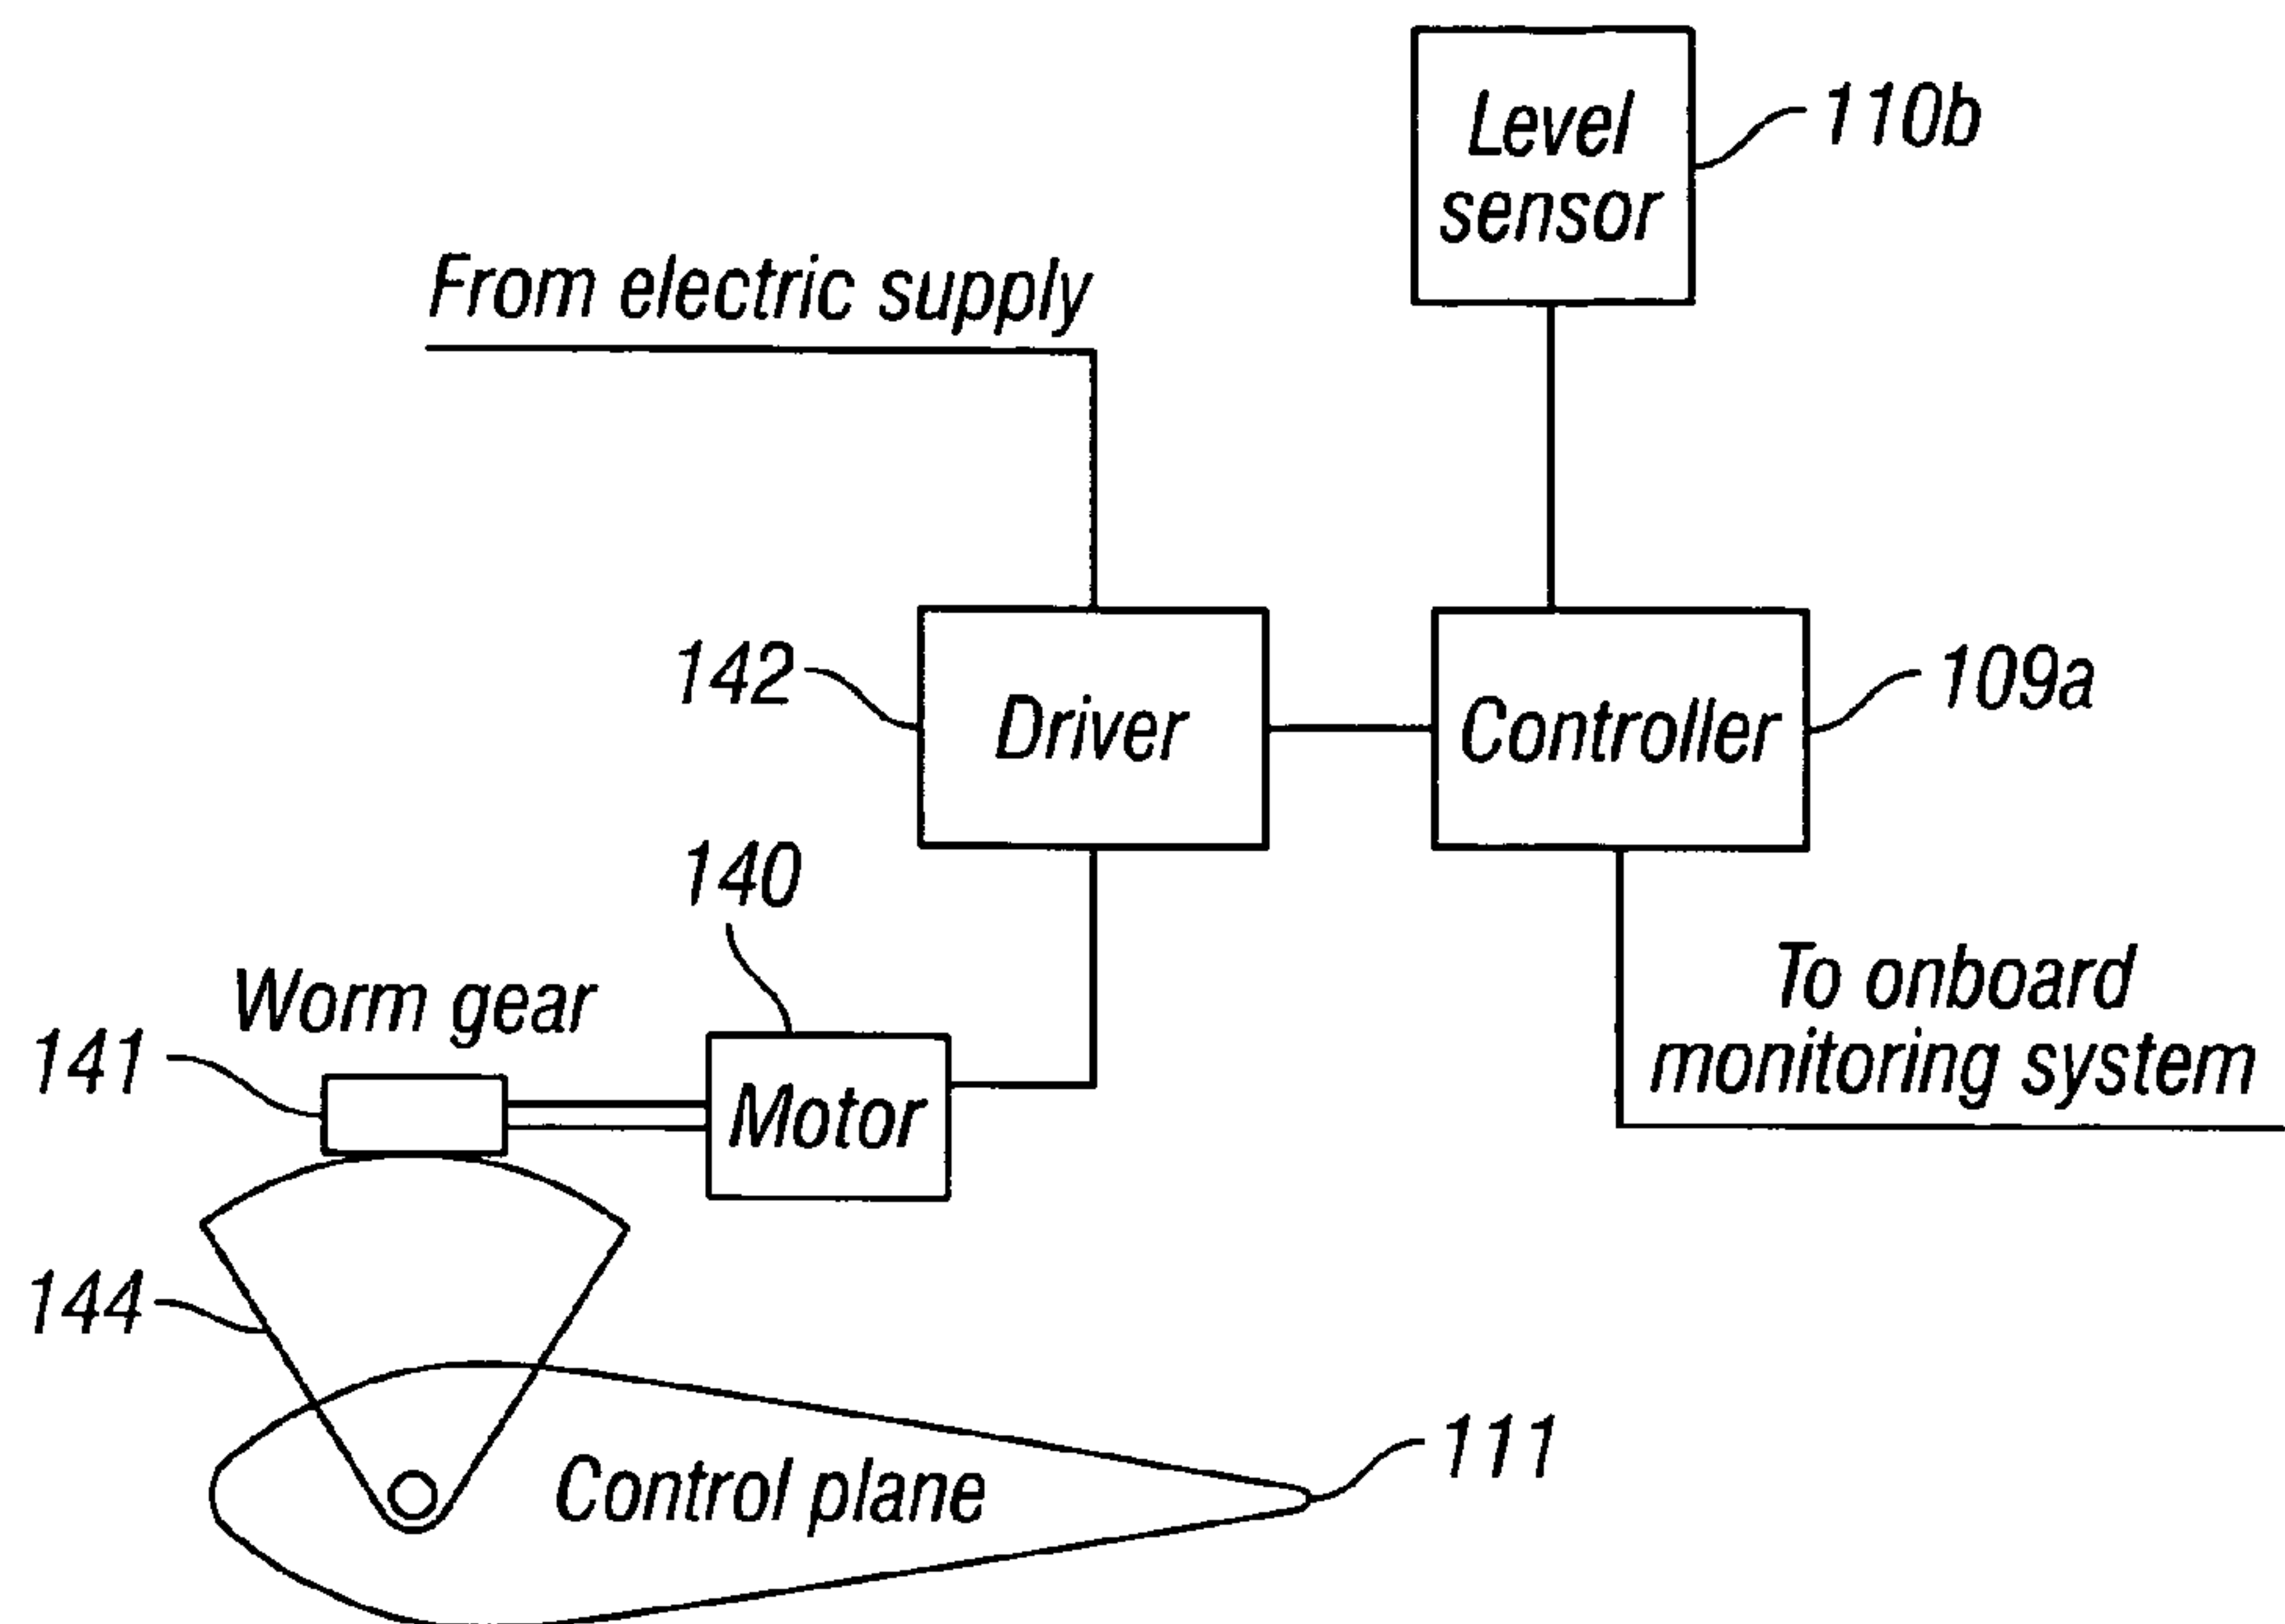 Level
sensor
110b
From electric supply
142
Driver
Controller
109a
140
Worm gear
141
Motor
To onboard
monitoring system
144
Control plane
111